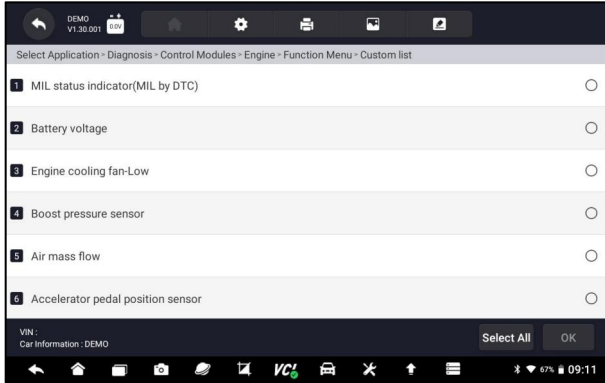 DEMO
V1.30.001
0.0V
Select Application > Diagnosis > Control Modules > Engine > Function Menu > Custom list
1 MIL status indicator(MIL by DTC)
2 Battery voltage
3 Engine cooling fan-Low
4 Boost pressure sensor
5 Air mass flow
6 Accelerator pedal position sensor
VIN :
Car Information : DEMO
Select All
OK
VCI
67% 09:11